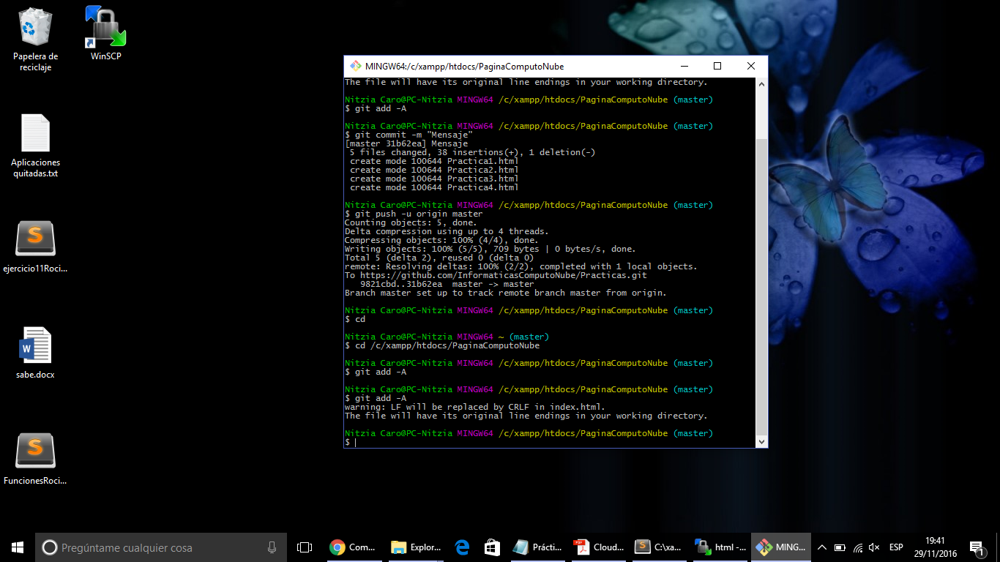 Papelera de
reciclaje
WinSCP
Aplicaciones
quitadas.txt
ejercicio11Roci...
sabe.docx
FuncionesRoci...
MINGW64:/c/xampp/htdocs/PaginaComputoNube
The file will have its original line endings in your working directory.
Nitzia Caro@PC-Nitzia MINGW64 /c/xampp/htdocs/PaginaComputoNube (master)
$ git add -A
Nitzia Caro@PC-Nitzia MINGW64 /c/xampp/htdocs/PaginaComputoNube (master)
$ git commit -m "Mensaje"
[master 31b62ea] Mensaje
5 files changed, 38 insertions(+), 1 deletion(-)
create mode 100644 Practica1.html
create mode 100644 Practica2.html
create mode 100644 Practica3.html
create mode 100644 Practica4.html
Nitzia Caro@PC-Nitzia MINGW64 /c/xampp/htdocs/PaginaComputoNube (master)
$ git push -u origin master
Counting objects: 5, done.
Delta compression using up to 4 threads.
Compressing objects: 100% (4/4), done.
Writing objects: 100% (5/5), 709 bytes | 0 bytes/s, done.
Total 5 (delta 2), reused 0 (delta 0)
remote: Resolving deltas: 100% (2/2), completed with 1 local objects.
To https://github.com/InformaticasComputoNube/Practicas.git
9821cbd..31b62ea  master -> master
Branch master set up to track remote branch master from origin.
Nitzia Caro@PC-Nitzia MINGW64 /c/xampp/htdocs/PaginaComputoNube (master)
$ cd
Nitzia Caro@PC-Nitzia MINGW64 ~ (master)
$ cd /c/xampp/htdocs/PaginaComputoNube
Nitzia Caro@PC-Nitzia MINGW64 /c/xampp/htdocs/PaginaComputoNube (master)
$ git add -A
Nitzia Caro@PC-Nitzia MINGW64 /c/xampp/htdocs/PaginaComputoNube (master)
$ git add -A
warning: LF will be replaced by CRLF in index.html.
The file will have its original line endings in your working directory.
Nitzia Caro@PC-Nitzia MINGW64 /c/xampp/htdocs/PaginaComputoNube (master)
$
Pregúntame cualquier cosa
Com...
Explor...
Prácti...
Cloud...
C:\xa...
html -...
MING...
ESP
19:41
29/11/2016
1